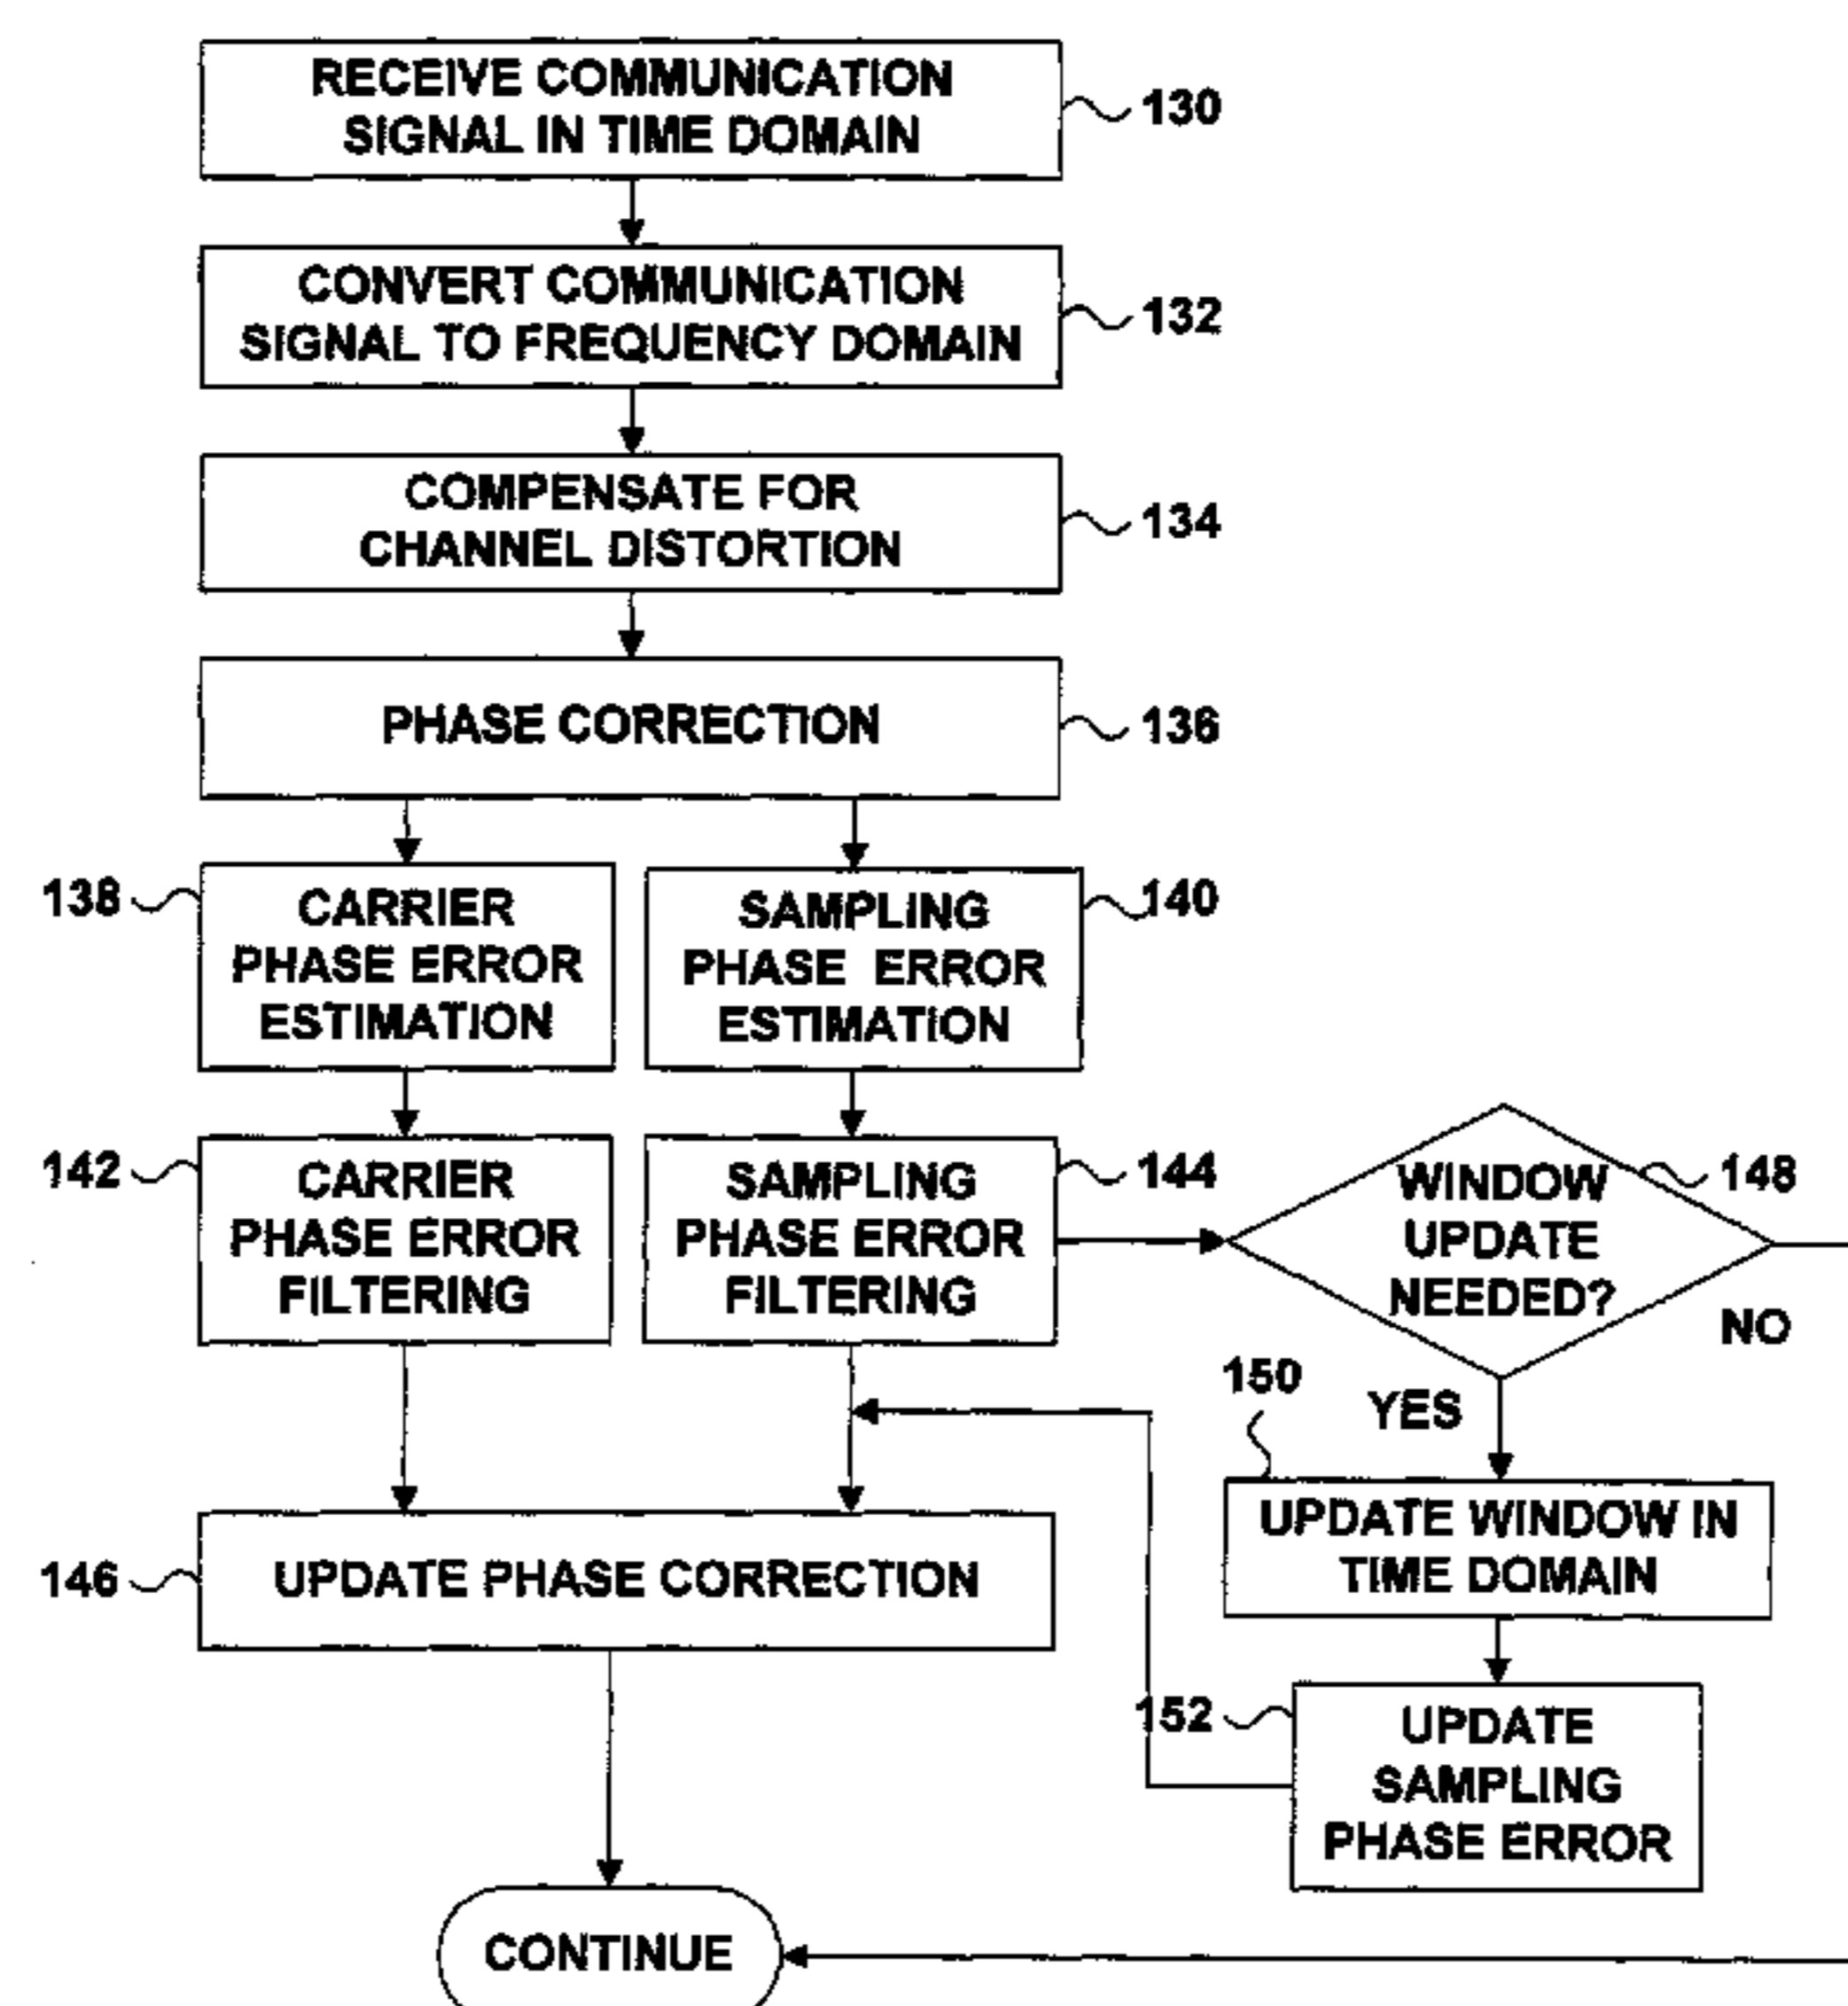 RECEIVE COMMUNICATION
SIGNAL IN TIME DOMAIN
130
CONVERT COMMUNICATION
SIGNAL TO FREQUENCY DOMAIN
132
COMPENSATE FOR
CHANNEL DISTORTION
134
PHASE CORRECTION
136
138
CARRIER
PHASE ERROR
ESTIMATION
SAMPLING
PHASE ERROR
ESTIMATION
140
142
CARRIER
PHASE ERROR
FILTERING
SAMPLING
PHASE ERROR
FILTERING
144
WINDOW
UPDATE
NEEDED?
148
NO
YES
150
UPDATE WINDOW IN
TIME DOMAIN
146
UPDATE PHASE CORRECTION
152
UPDATE
SAMPLING
PHASE ERROR
CONTINUE